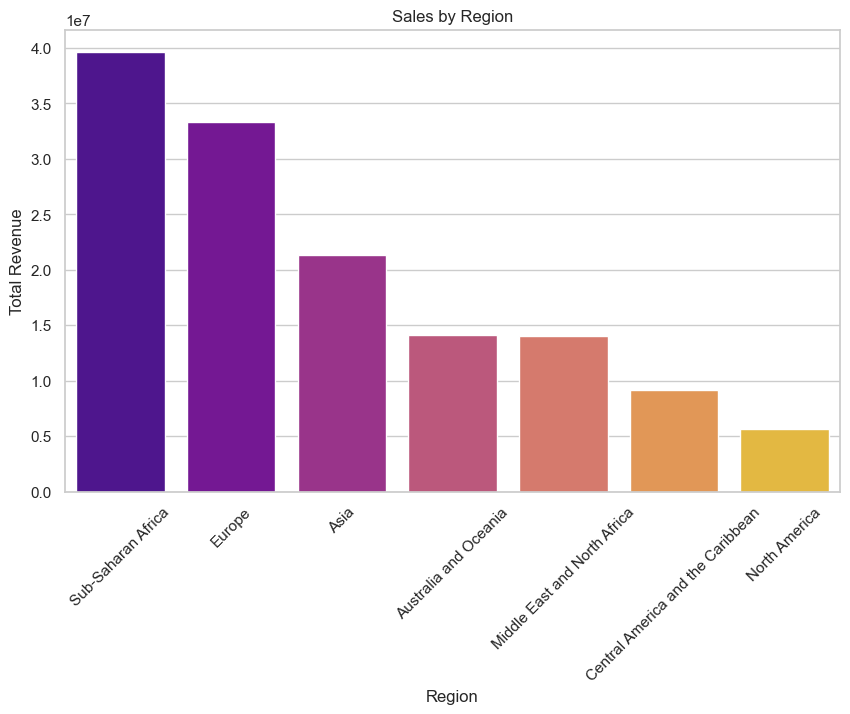 Sales by Region
1e7
4.0
3.5
3.0
2.5
2.0
1.5
1.0
0.5
0.0
Total Revenue
Sub-Saharan Africa
Europe
Asia
Australia and Oceania
Middle East and North Africa
Central America and the Caribbean
North America
Region